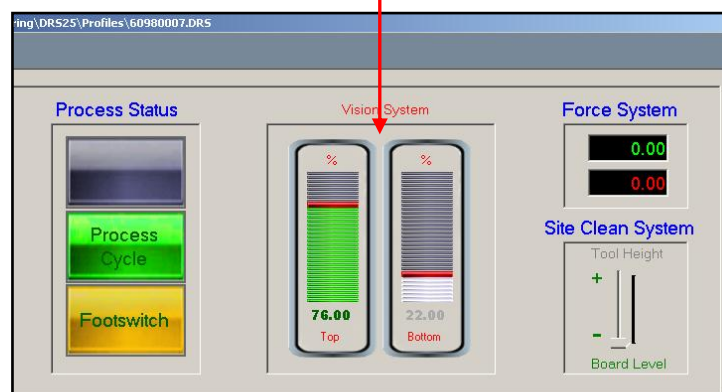 ring\DRS25\Profiles\60980007.DRS
Process Status
Vision System
Force System
%
%
0.00
0.00
Process
Cycle
Site Clean System
Tool Height
+
Footswitch
76.00
22.00
-
Top
Bottom
Board Level